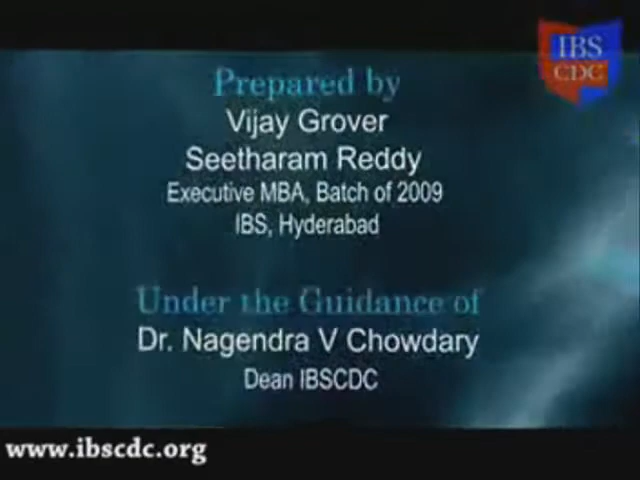 IBS
CDC
Prepared by
Vijay Grover
Seetharam Reddy
Executive MBA, Batch of 2009
IBS, Hyderabad
Under the Guidance of
Dr. Nagendra V Chowdary
Dean IBSCDC
www.ibscdc.org